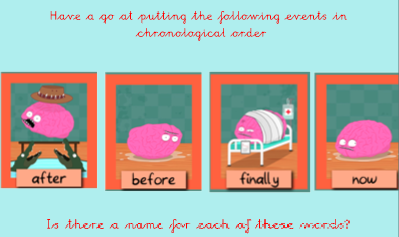 Have a go at putting the following events in
chronological order
after before finally now
Is there a name for each of these words?